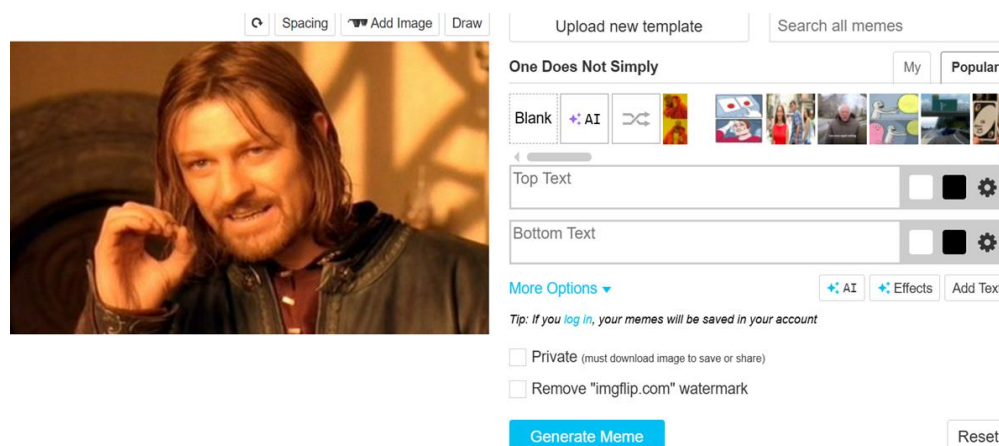 Spacing
Add Image
Draw
Upload new template
Search all memes
One Does Not Simply
My
Popular
Blank
AI
Top Text
Bottom Text
More Options
AI
Effects
Add Text
Tip: If you log in, your memes will be saved in your account
Private (must download image to save or share)
Remove "imgflip.com" watermark
Generate Meme
Reset